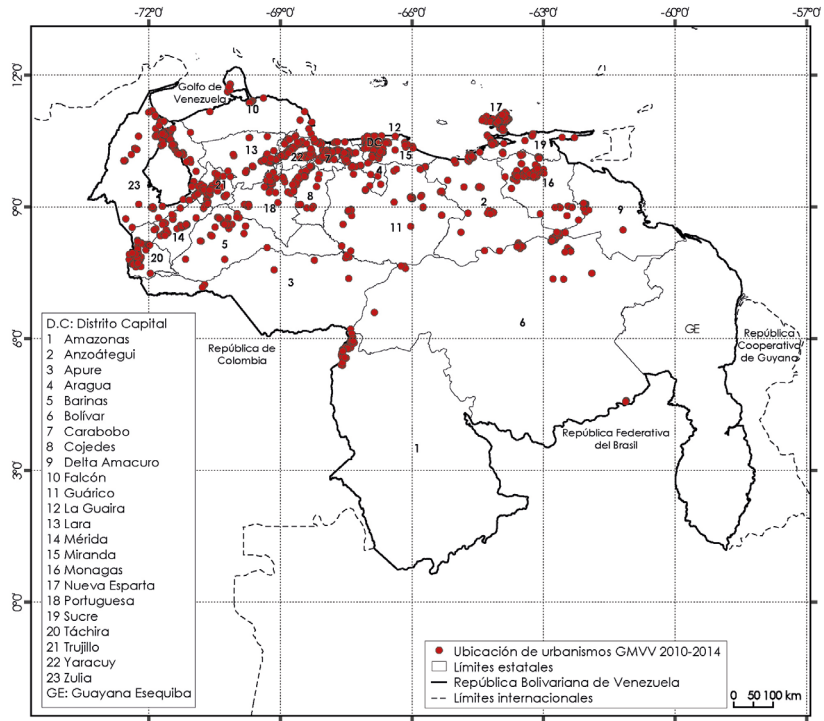 -72°0' -69°0' -66°0' -63°0' -60°0' -57°0'
12°0'
Golfo de
Venezuela
17
10
12
DC
19
13
15
22
7
4
16
23
21
2
18
8
9°0'
9
11
14
5
20
3
6
D.C: Distrito Capital
1 Amazonas
2 Anzoátegui
3 Apure
4 Aragua
5 Barinas
6 Bolívar
7 Carabobo
8 Cojedes
9 Delta Amacuro
10 Falcón
11 Guárico
12 La Guaira
13 Lara
14 Mérida
15 Miranda
16 Monagas
17 Nueva Esparta
18 Portuguesa
19 Sucre
20 Táchira
21 Trujillo
22 Yaracuy
23 Zulia
GE: Guayana Esequiba
GE
6°0'
República de
Colombia
República
Cooperativa
de Guyana
República Federativa
del Brasil
1
3°0'
0°0'
Ubicación de urbanismos GMVV 2010-2014
Límites estatales
República Bolivariana de Venezuela
Límites internacionales
0 50 100 km